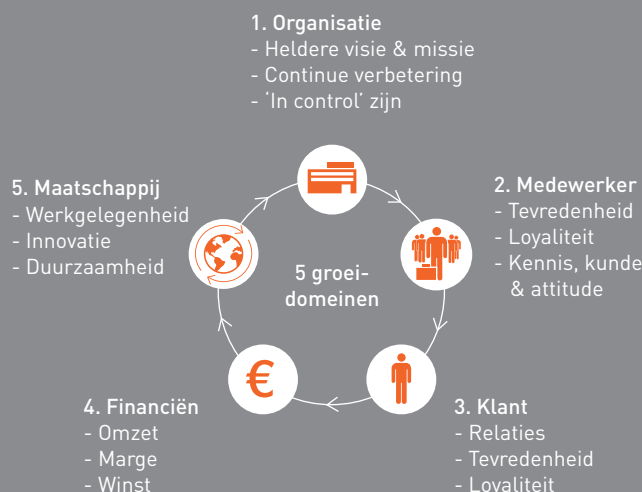 1. Organisatie
- Heldere visie & missie
- Continue verbetering
- ‘In control’ zijn
2. Medewerker
- Tevredenheid
- Loyaliteit
- Kennis, kunde
& attitude
3. Klant
- Relaties
- Tevredenheid
- Loyaliteit
4. Financiën
- Omzet
- Marge
- Winst
5. Maatschappij
- Werkgelegenheid
- Innovatie
- Duurzaamheid
5 groei-
domeinen
€